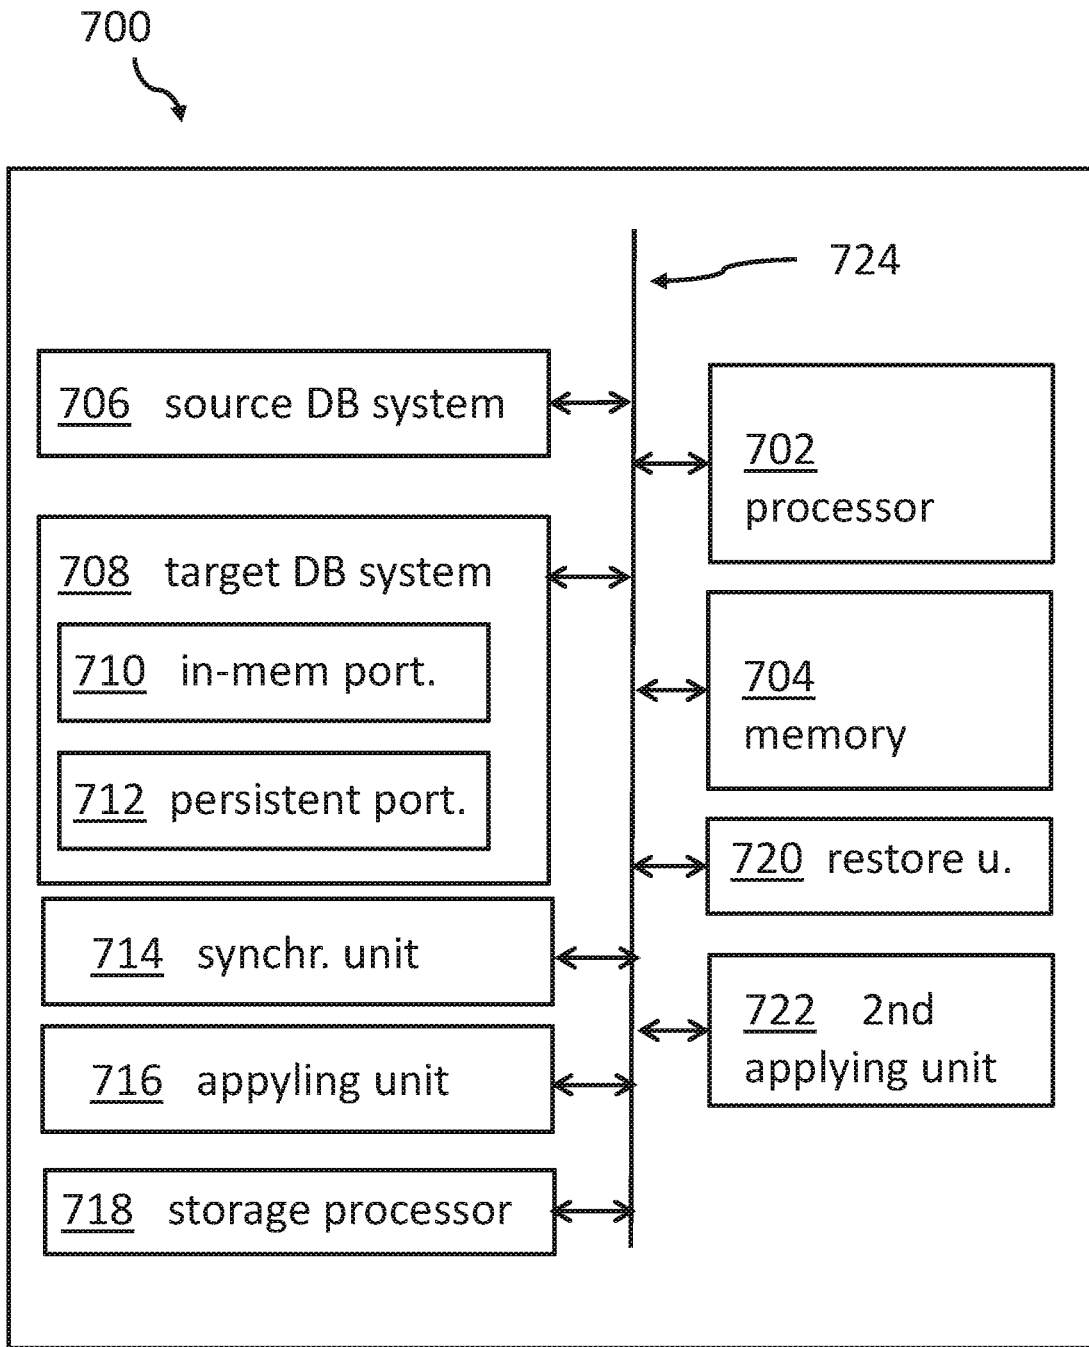 700
724
706 source DB system
702
processor
708 target DB system
710 in-mem port.
704
memory
712 persistent port.
720 restore u.
714 synchr. unit
722 2nd
applying unit
716 appyling unit
718 storage processor